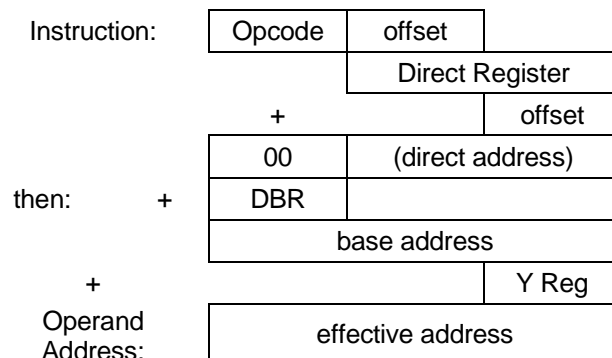 Instruction: Opcode offset
Direct Register
+ offset
00 (direct address)
then: + DBR
base address
+ Y Reg
Operand
Address: effective address